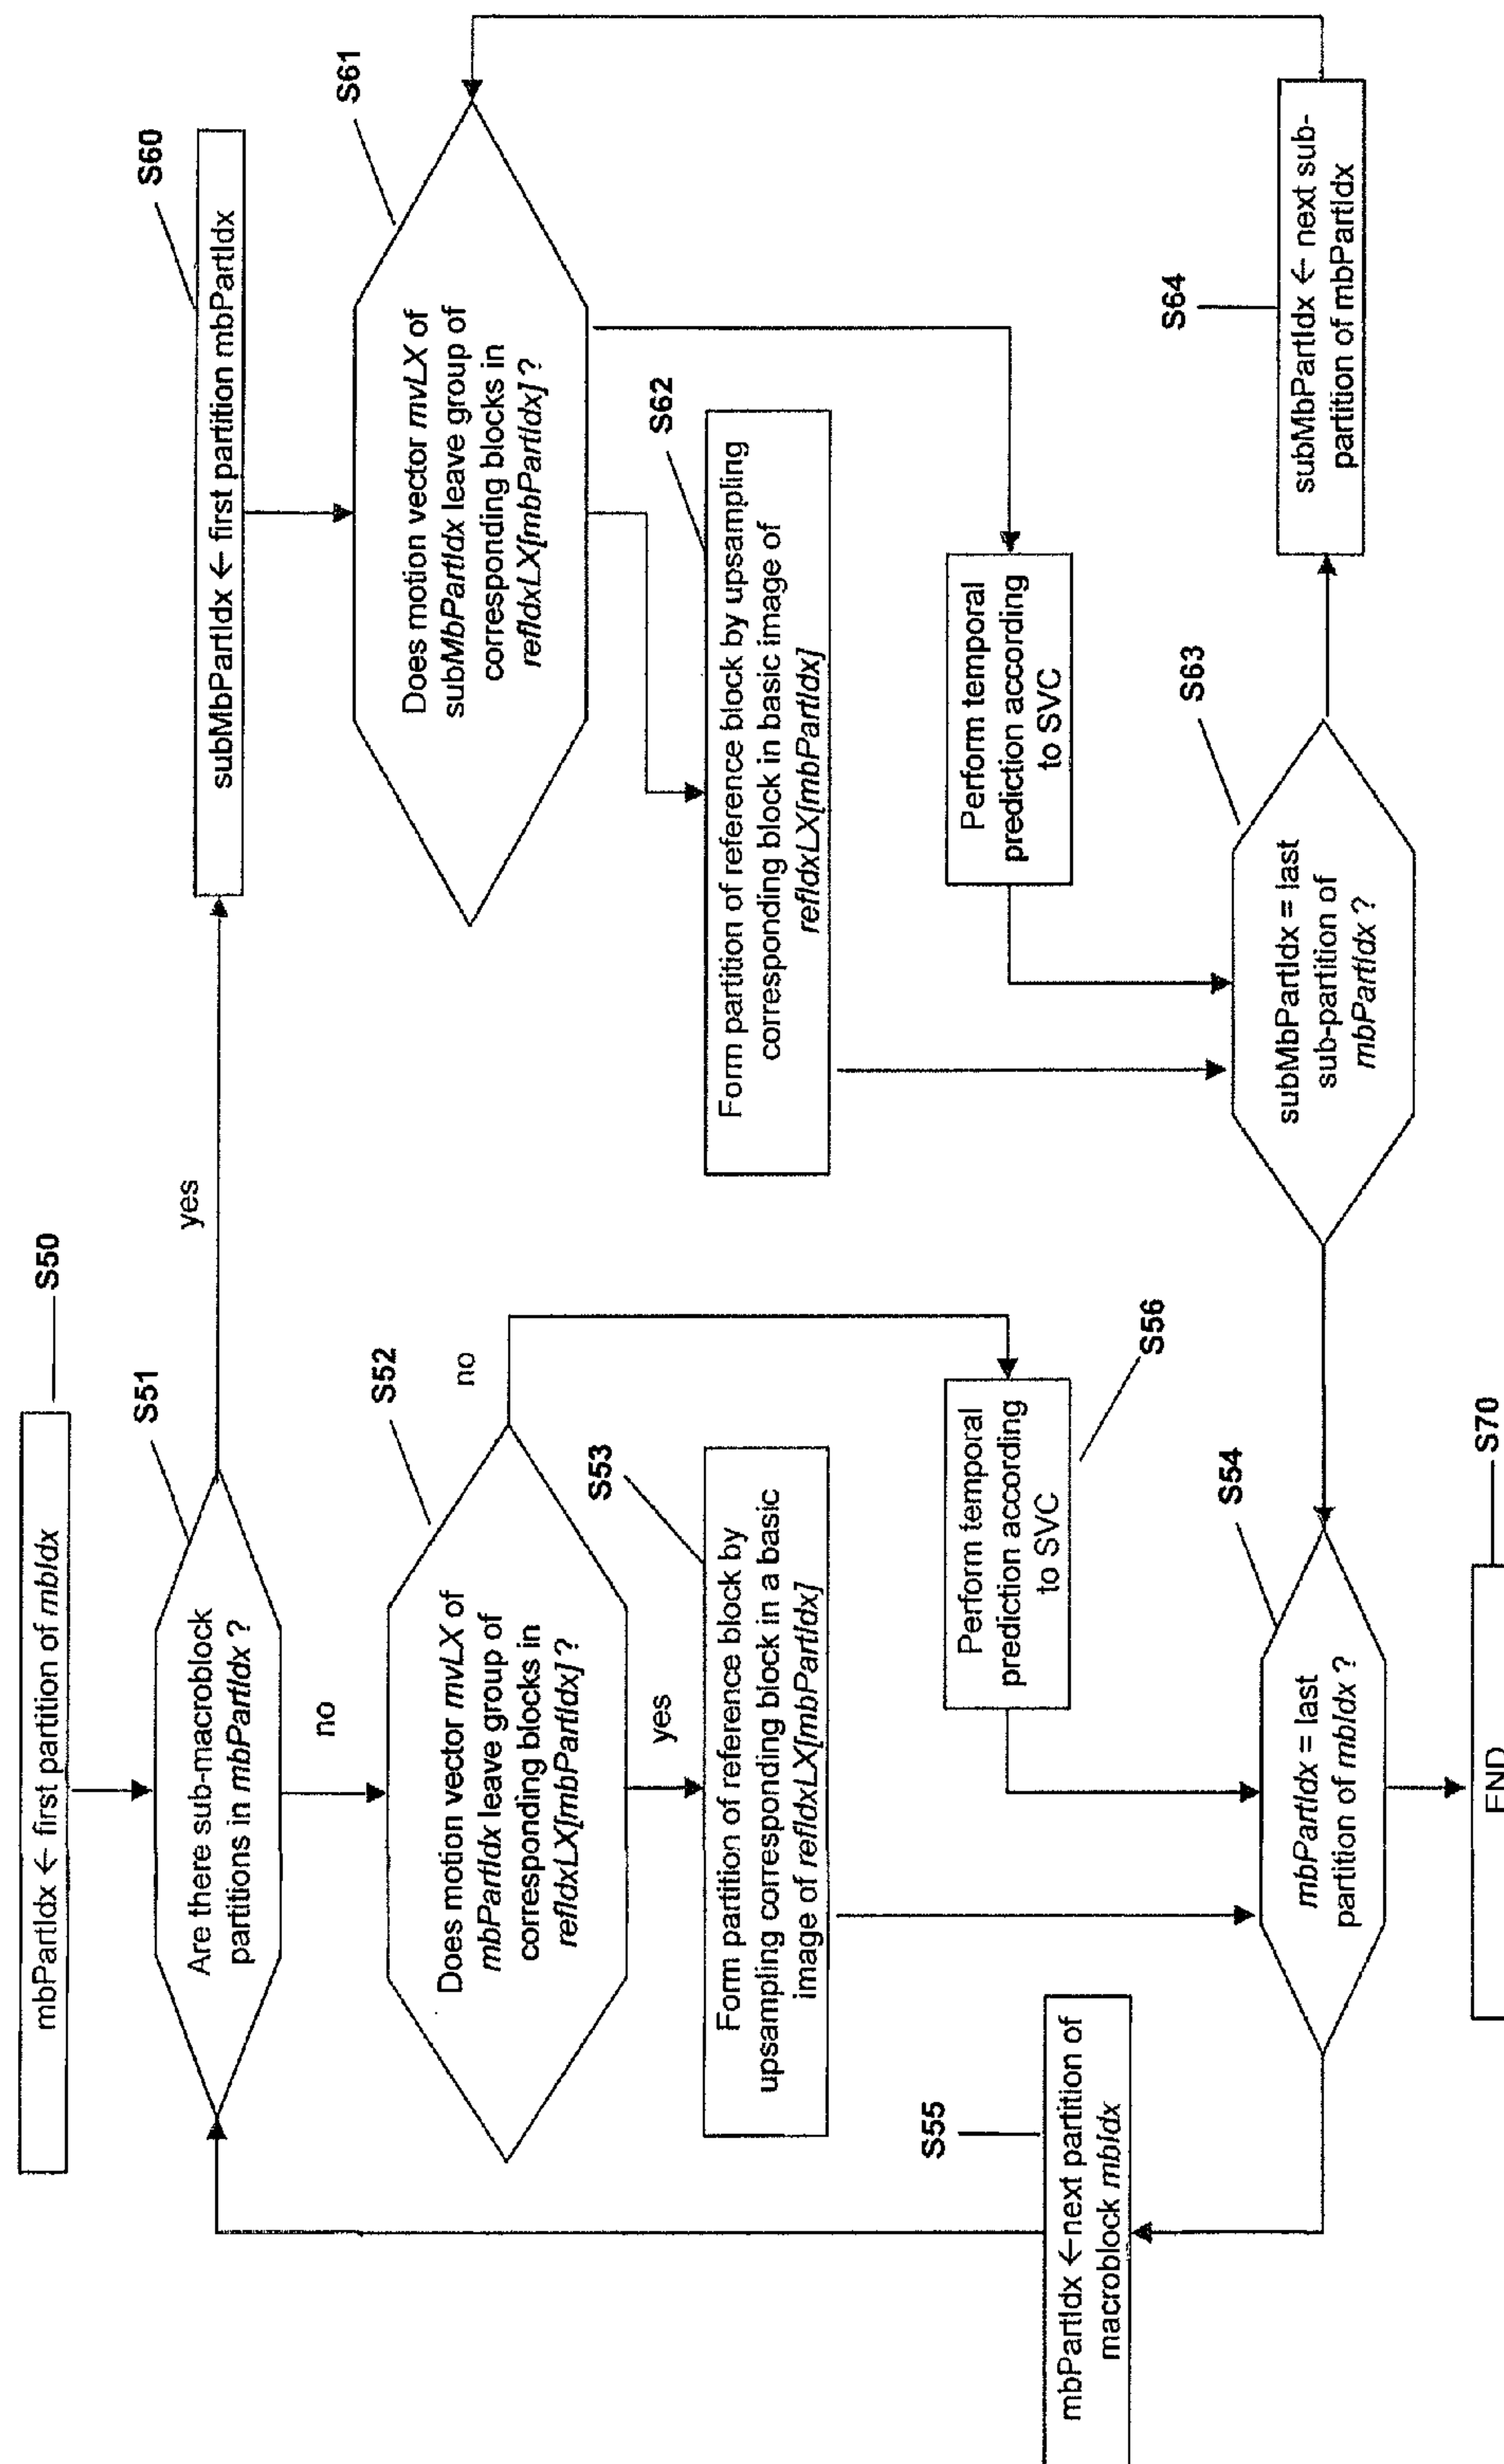 mbPartIdx ← first partition of mbIdx
S50
Are there sub-macroblock
partitions in mbPartIdx ?
S51
yes
no
Does motion vector mvLX of
mbPartIdx leave group of
corresponding blocks in
refIdxLX[mbPartIdx] ?
S52
no
yes
Form partition of reference block by
upsampling corresponding block in a basic
image of refIdxLX[mbPartIdx]
S53
Perform temporal
prediction according
to SVC
S56
mbPartIdx = last
partition of mbIdx ?
S54
mbPartIdx ←next partition of
macroblock mbIdx
S55
END
S70
subMbPartIdx ← first partition mbPartIdx
S60
Does motion vector mvLX of
subMbPartIdx leave group of
corresponding blocks in
refIdxLX[mbPartIdx] ?
S61
Form partition of reference block by upsampling
corresponding block in basic image of
refIdxLX[mbPartIdx]
S62
Perform temporal
prediction according
to SVC
subMbPartIdx = last
sub-partition of
mbPartIdx ?
S63
subMbPartIdx ← next sub-
partition of mbPartIdx
S64